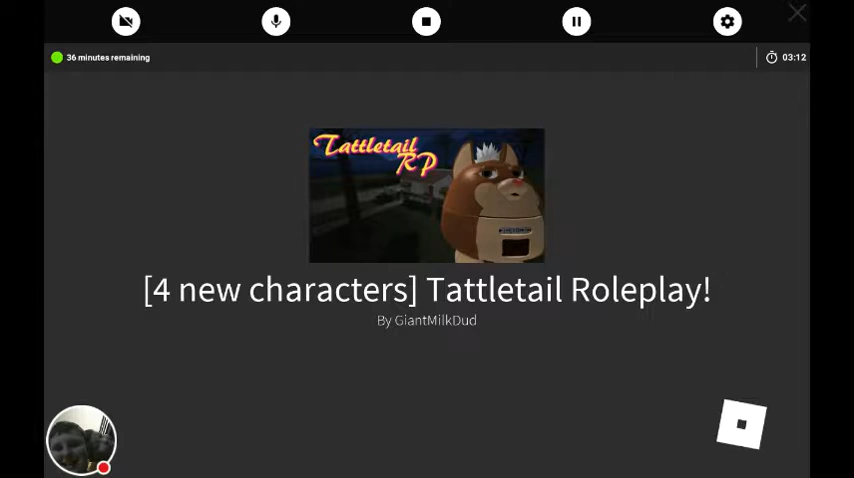 36 minutes remaining
03:12
Tattletail
RP
[4 new characters] Tattletail Roleplay!
By GiantMilkDud